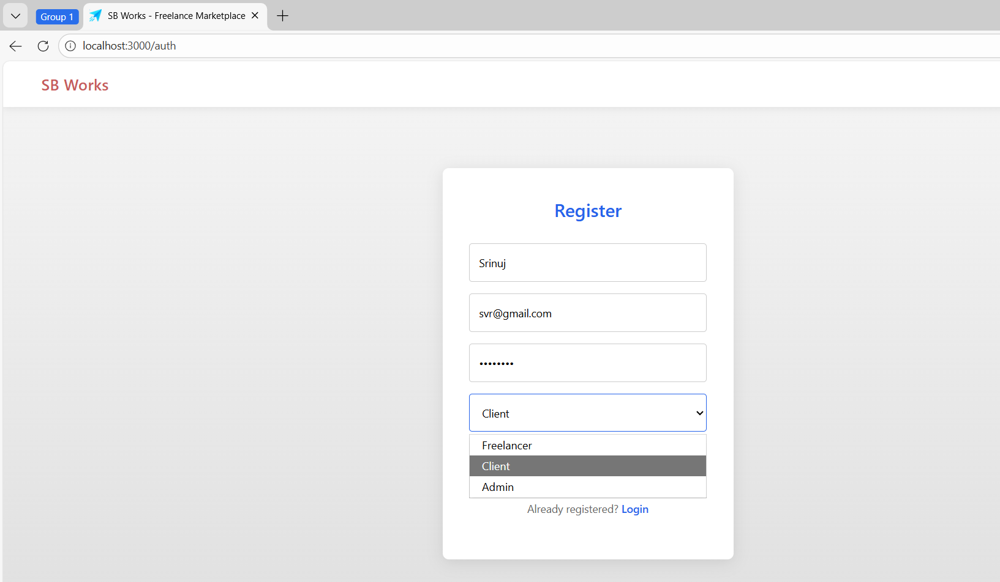 Group 1
SB Works - Freelance Marketplace
localhost:3000/auth
SB Works
Register
Srinuj
svr@gmail.com
••••••••
Client
Freelancer
Client
Admin
Already registered? Login